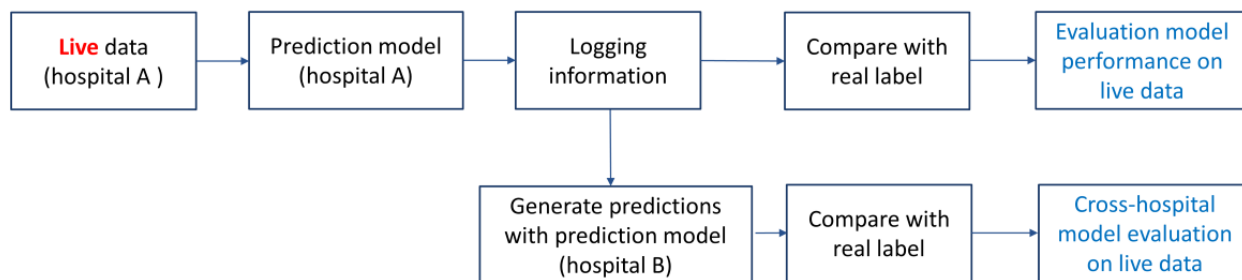 Live data
(hospital A )
Prediction model
(hospital A)
Logging
information
Compare with
real label
Evaluation model
performance on
live data
Generate predictions
with prediction model
(hospital B)
Compare with
real label
Cross-hospital
model evaluation
on live data